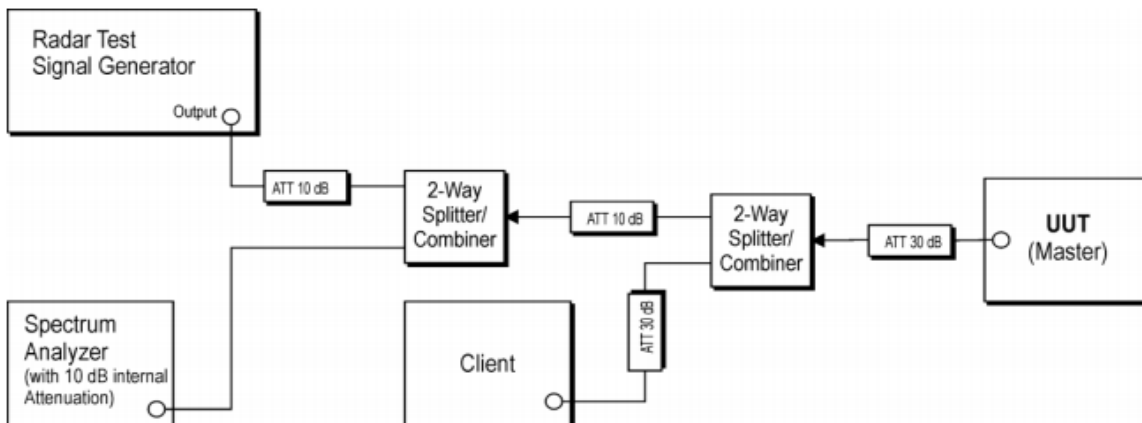 Radar Test
Signal Generator
Output
ATT 10 dB
2-Way
Splitter/
Combiner
ATT 10 dB
2-Way
Splitter/
Combiner
ATT 30 dB
UUT
(Master)
Spectrum
Analyzer
(with 10 dB internal
Attenuation)
Client
ATT 30 dB